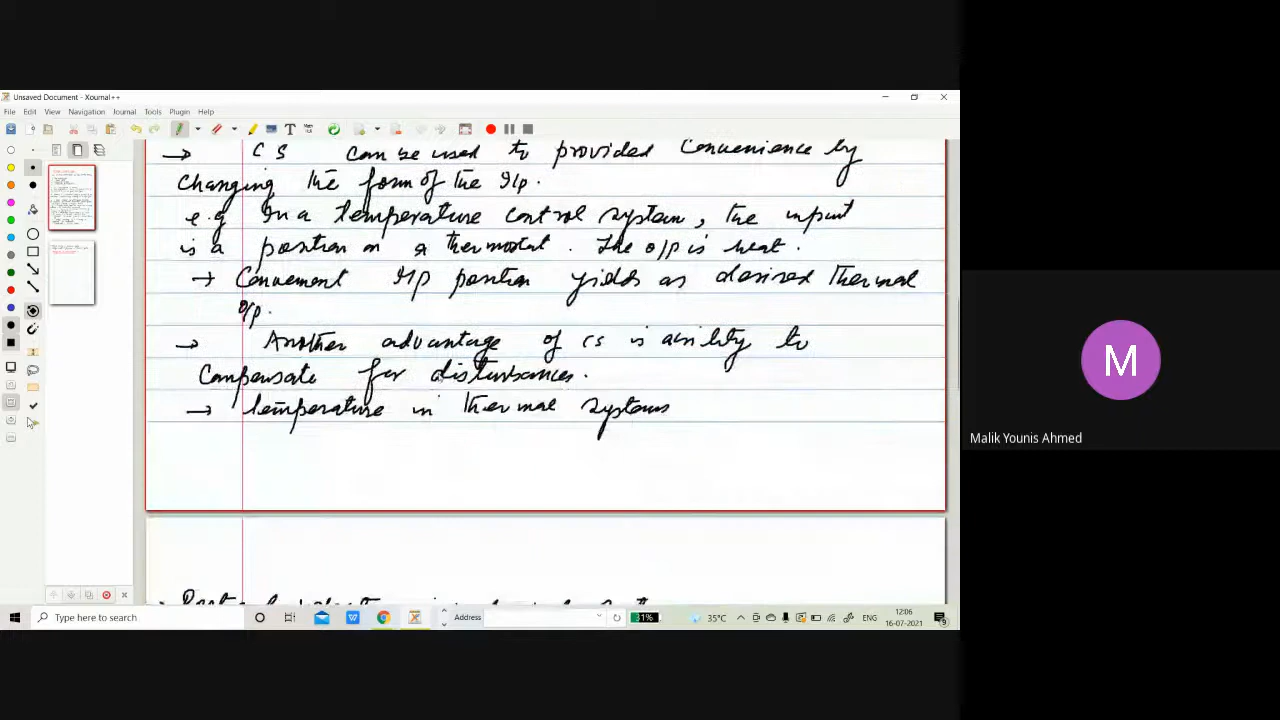 Unsaved Document - Xournal++
File Edit View Navigation Journal Tools Plugin Help
→ CS can be used to provided convenience by
changing the form of the I/p.
e.g In a temperature control system, the input
is a position on a thermostat. The o/p is heat.
→ Convenient I/p position yields as desired thermal
o/p.
→ Another advantage of cs is ability to
compensate for disturbances.
→ temperature in thermal systems
Malik Younis Ahmed
M
Type here to search
Address
31%
35°C
ENG
12:06
16-07-2021